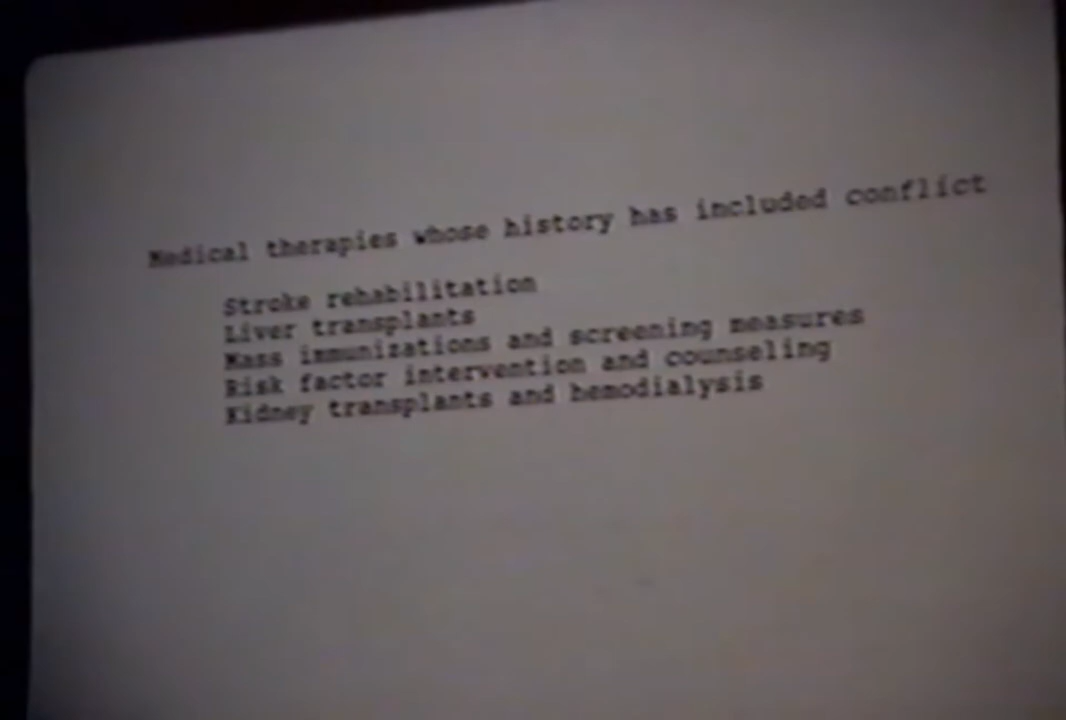 Medical therapies whose history has included conflict
Stroke rehabilitation
Liver transplants
Mass immunizations and screening measures
Risk factor intervention and counseling
Kidney transplants and hemodialysis